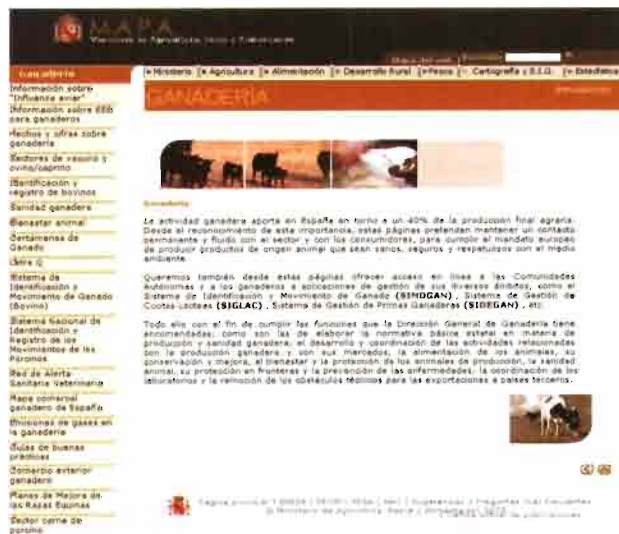 M.A.P.A.
Ministerio de Agricultura, Pesca y Alimentación
Mapa del web
Ministerio
Agricultura
Alimentación
Desarrollo Rural
Pesca
Cartografía y S.I.G.
Estadística
Ganadería
GANADERÍA
Información sobre
"Influenza aviar"
Información sobre EEB
para ganaderos
Hechos y cifras sobre
ganadería
Sectores de vacuno y
ovino/caprino
Identificación y
registro de bovinos
Sanidad ganadera
Bienestar animal
Certámenes de
Ganado
Letra Q
Sistema de
Identificación y
Movimiento de Ganado
(Bovino)
Sistema Nacional de
Identificación y
Registro de los
Movimientos de los
Porcinos
Red de Alerta
Sanitaria Veterinaria
Mapa comarcal
ganadero de España
Emisiones de gases en
la ganadería
Guías de buenas
prácticas
Comercio exterior
ganadero
Planes de Mejora de
las Razas Equinas
Sector carne de
porcino
Ganadería
La actividad ganadera aporta en España en torno a un 40% de la producción final agraria.
Desde el reconocimiento de esta importancia, estas páginas pretenden mantener un contacto
permanente y fluido con el sector y con los consumidores, para cumplir el mandato europeo
de producir productos de origen animal que sean sanos, seguros y respetuosos con el medio
ambiente.
Queremos también desde estas páginas ofrecer acceso en línea a las Comunidades
Autónomas y a los ganaderos a aplicaciones de gestión de sus diversos ámbitos, como el
Sistema de Identificación y Movimiento de Ganado (SIMOGAN), Sistema de Gestión de
Cuotas Lácteas (SIGLAC), Sistema de Gestión de Primas Ganaderas (SIDEGAN), etc.
Todo ello con el fin de cumplir las funciones que la Dirección General de Ganadería tiene
encomendadas, como son las de elaborar la normativa básica estatal en materia de
producción y sanidad ganadera, el desarrollo y coordinación de las actividades relacionadas
con la producción ganadera y con sus mercados, la alimentación de los animales, su
conservación y mejora, el bienestar y la protección de los animales de producción, la sanidad
animal, su protección en fronteras y la prevención de las enfermedades, la coordinación de los
laboratorios y la remoción de los obstáculos técnicos para las exportaciones a países terceros.